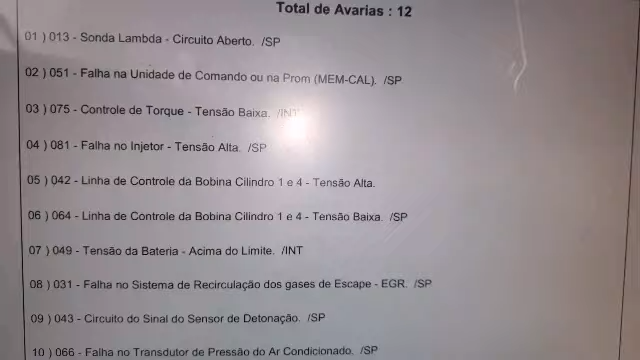 Total de Avarias : 12
01 ) 013 - Sonda Lambda - Circuito Aberto. /SP
02 ) 051 - Falha na Unidade de Comando ou na Prom (MEM-CAL). /SP
03 ) 075 - Controle de Torque - Tensão Baixa. /INT
04 ) 081 - Falha no Injetor - Tensão Alta. /SP
05 ) 042 - Linha de Controle da Bobina Cilindro 1 e 4 - Tensão Alta.
06 ) 064 - Linha de Controle da Bobina Cilindro 1 e 4 - Tensão Baixa. /SP
07 ) 049 - Tensão da Bateria - Acima do Limite. /INT
08 ) 031 - Falha no Sistema de Recirculação dos gases de Escape - EGR. /SP
09 ) 043 - Circuito do Sinal do Sensor de Detonação. /SP
10 ) 066 - Falha no Transdutor de Pressão do Ar Condicionado. /SP